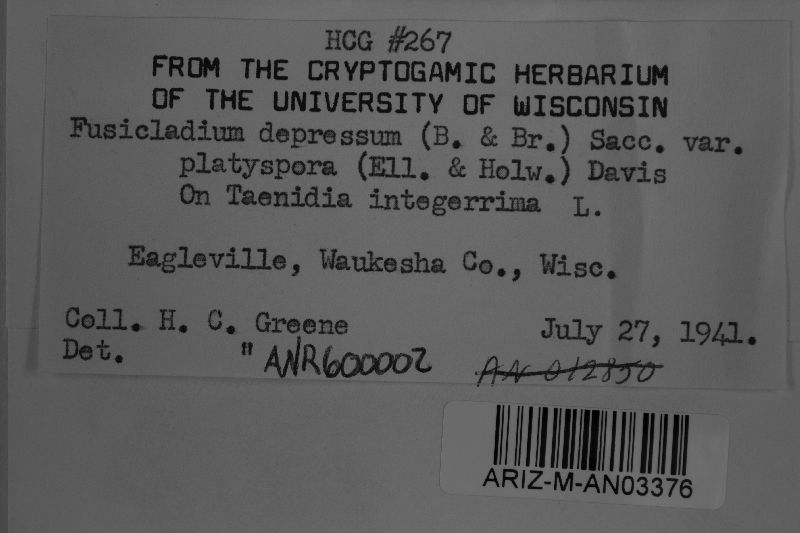 HCG #267
FROM THE CRYPTOGAMIC HERBARIUM
OF THE UNIVERSITY OF WISCONSIN
Fusicladium depressum (B. & Br.) Sacc. var.
platyspora (Ell. & Holw.) Davis
On Taenidia integerrima L.
Eagleville, Waukesha Co., Wisc.
Coll. H. C. Greene July 27, 1941.
Det. " ANR600002 AN 012850
ARIZ-M-AN03376